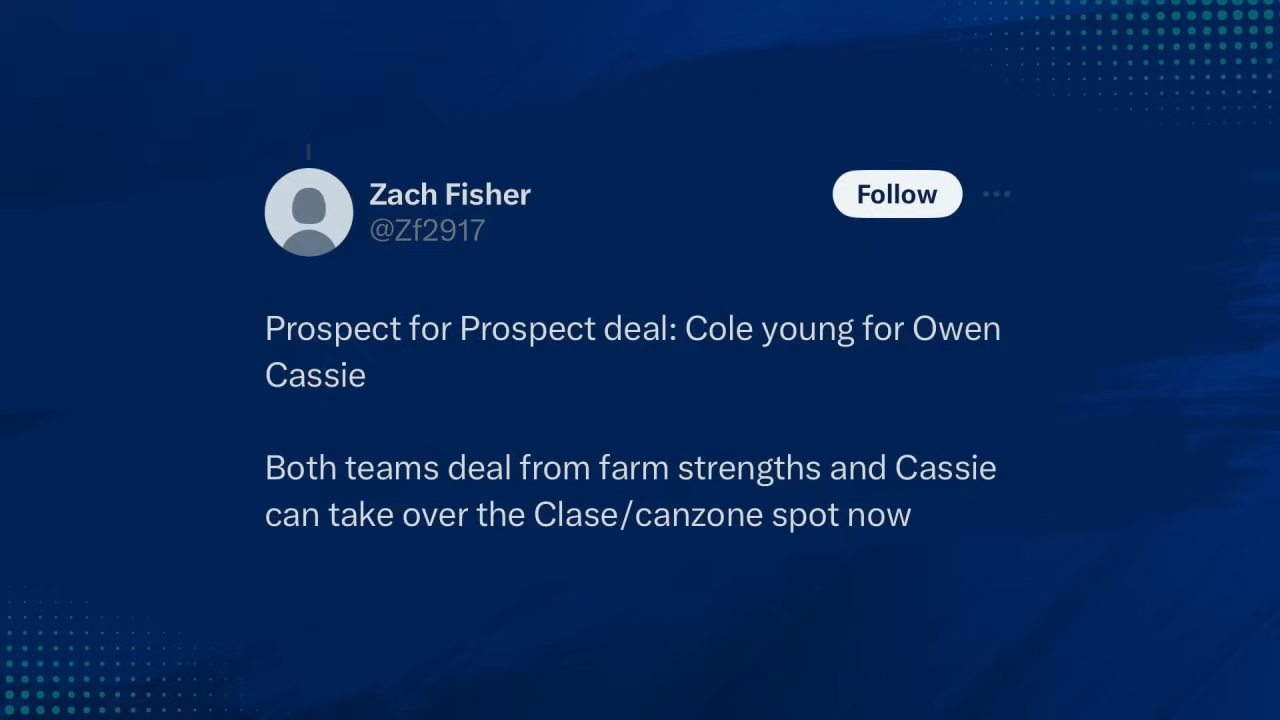 Zach Fisher
@Zf2917
Follow
Prospect for Prospect deal: Cole young for Owen
Cassie
Both teams deal from farm strengths and Cassie
can take over the Clase/canzone spot now